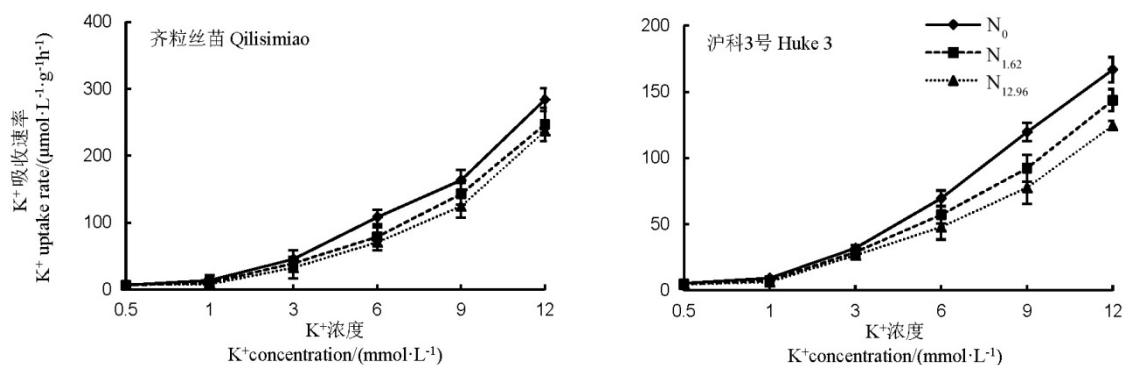 齐粒丝苗 Qilisimiao
400
300
200
100
0
0.5 1 3 6 9 12
K⁺吸收速率
K⁺ uptake rate/(μmol·L⁻¹·g⁻¹h⁻¹)
K⁺浓度
K⁺concentration/(mmol·L⁻¹)
沪科3号 Huke 3
N₀
N₁.₆₂
N₁₂.₉₆
200
150
100
50
0
0.5 1 3 6 9 12
K⁺浓度
K⁺concentration/(mmol·L⁻¹)